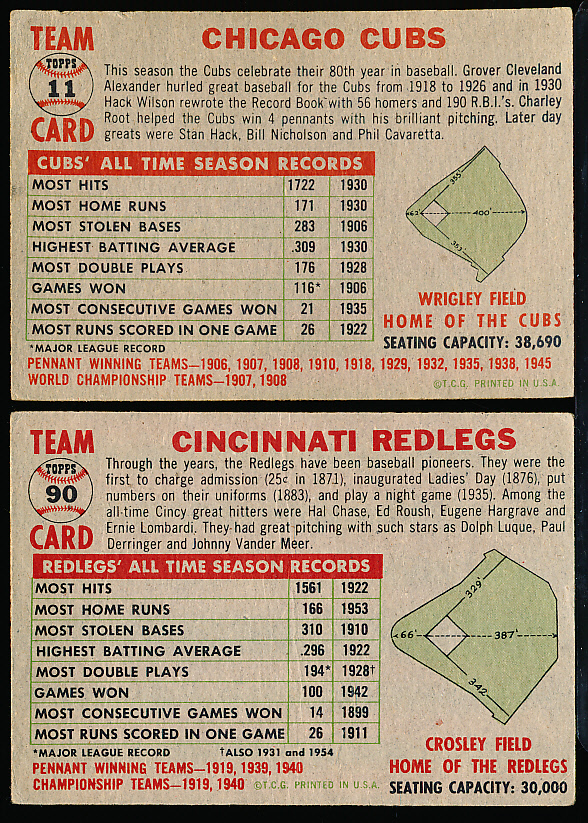 TEAM
TOPPS
11
CARD
CHICAGO CUBS
This season the Cubs celebrate their 80th year in baseball. Grover Cleveland
Alexander hurled great baseball for the Cubs from 1918 to 1926 and in 1930
Hack Wilson rewrote the Record Book with 56 homers and 190 R.B.I.'s. Charley
Root helped the Cubs win 4 pennants with his brilliant pitching. Later day
greats were Stan Hack, Bill Nicholson and Phil Cavaretta.
CUBS' ALL TIME SEASON RECORDS
MOST HITS 1722 1930
MOST HOME RUNS 171 1930
MOST STOLEN BASES 283 1906
HIGHEST BATTING AVERAGE .309 1930
MOST DOUBLE PLAYS 176 1928
GAMES WON 116* 1906
MOST CONSECUTIVE GAMES WON 21 1935
MOST RUNS SCORED IN ONE GAME 26 1922
*MAJOR LEAGUE RECORD
PENNANT WINNING TEAMS—1906, 1907, 1908, 1910, 1918, 1929, 1932, 1935, 1938, 1945
WORLD CHAMPIONSHIP TEAMS—1907, 1908
355'
62'
400'
353'
WRIGLEY FIELD
HOME OF THE CUBS
SEATING CAPACITY: 38,690
©T.C.G. PRINTED IN U.S.A.
TEAM
TOPPS
90
CARD
CINCINNATI REDLEGS
Through the years, the Redlegs have been baseball pioneers. They were the
first to charge admission (25¢ in 1871), inaugurated Ladies' Day (1876), put
numbers on their uniforms (1883), and play a night game (1935). Among the
all-time Cincy great hitters were Hal Chase, Ed Roush, Eugene Hargrave and
Ernie Lombardi. They had great pitching with such stars as Dolph Luque, Paul
Derringer and Johnny Vander Meer.
REDLEGS' ALL TIME SEASON RECORDS
MOST HITS 1561 1922
MOST HOME RUNS 166 1953
MOST STOLEN BASES 310 1910
HIGHEST BATTING AVERAGE .296 1922
MOST DOUBLE PLAYS 194* 1928†
GAMES WON 100 1942
MOST CONSECUTIVE GAMES WON 14 1899
MOST RUNS SCORED IN ONE GAME 26 1911
*MAJOR LEAGUE RECORD †ALSO 1931 and 1954
PENNANT WINNING TEAMS—1919, 1939, 1940
CHAMPIONSHIP TEAMS—1919, 1940 ©T.C.G. PRINTED IN U.S.A.
329'
66'
387'
342'
CROSLEY FIELD
HOME OF THE REDLEGS
SEATING CAPACITY: 30,000